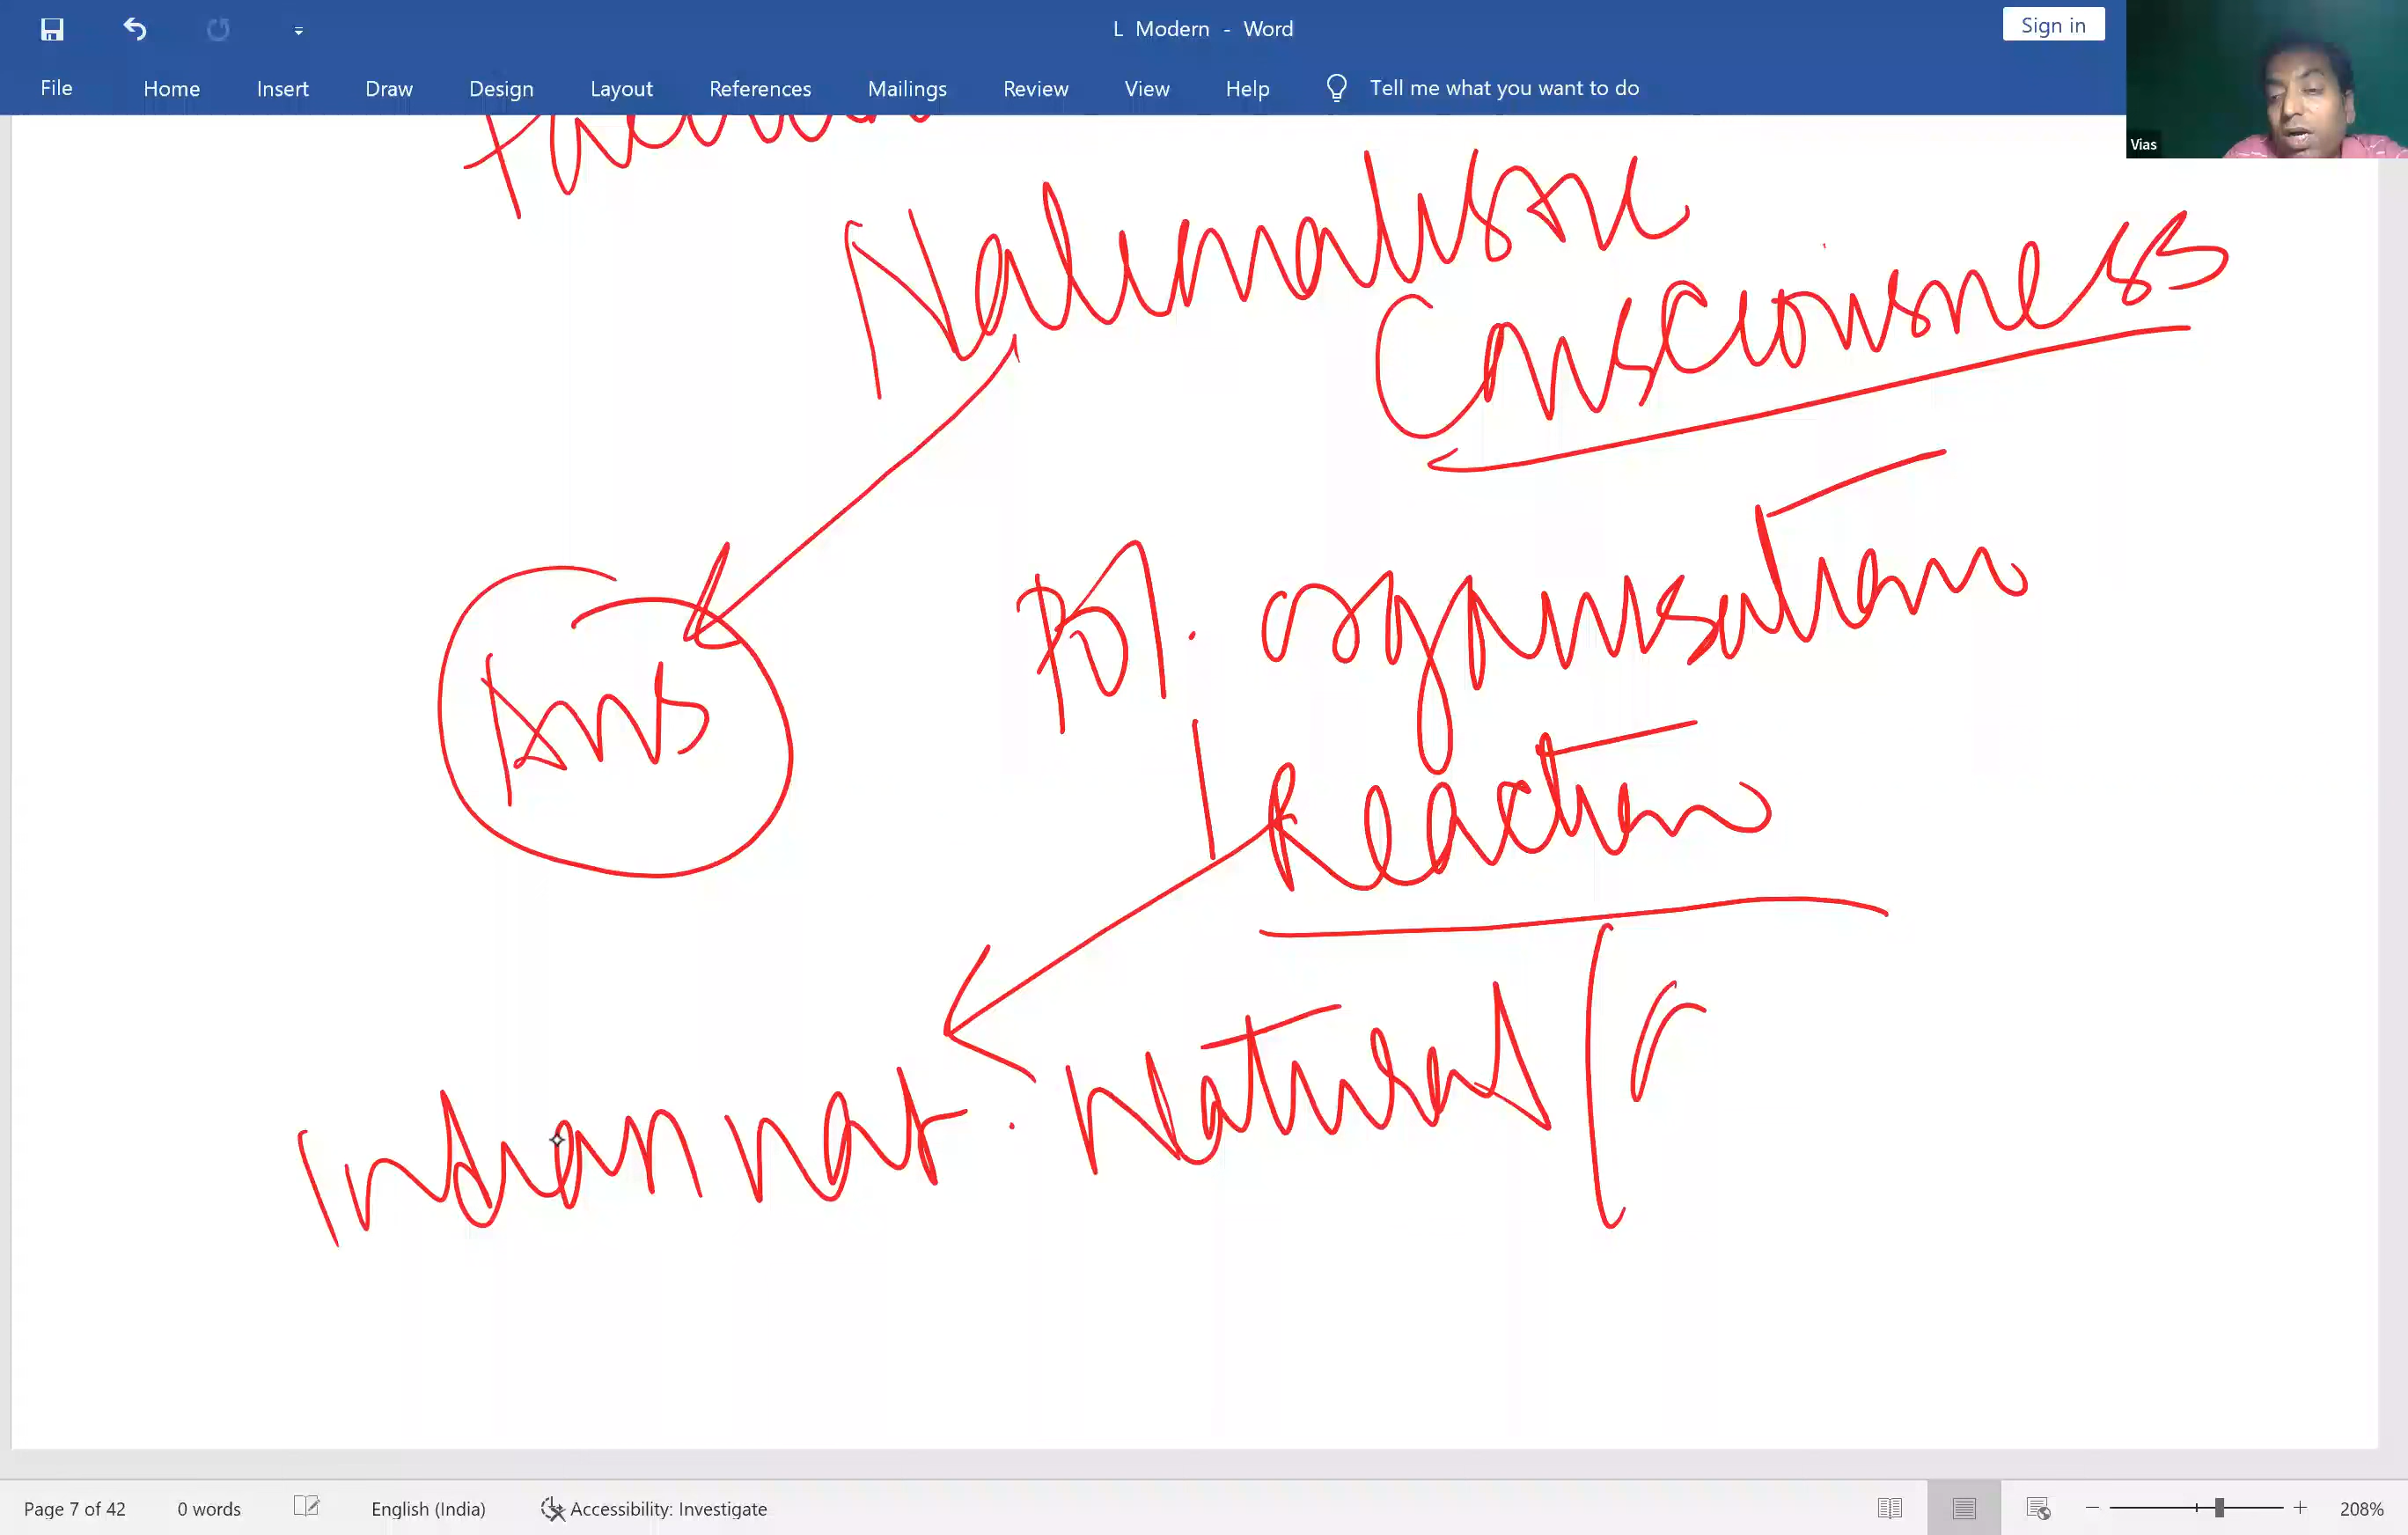 L Modern - Word
Sign in
File Home Insert Draw Design Layout References Mailings Review View Help Tell me what you want to do
Vias
Nationalistic
Consciousness
Pol. organisation
Ans
Reaction
Indian nat. Natural (
Page 7 of 42 0 words English (India) Accessibility: Investigate 208%